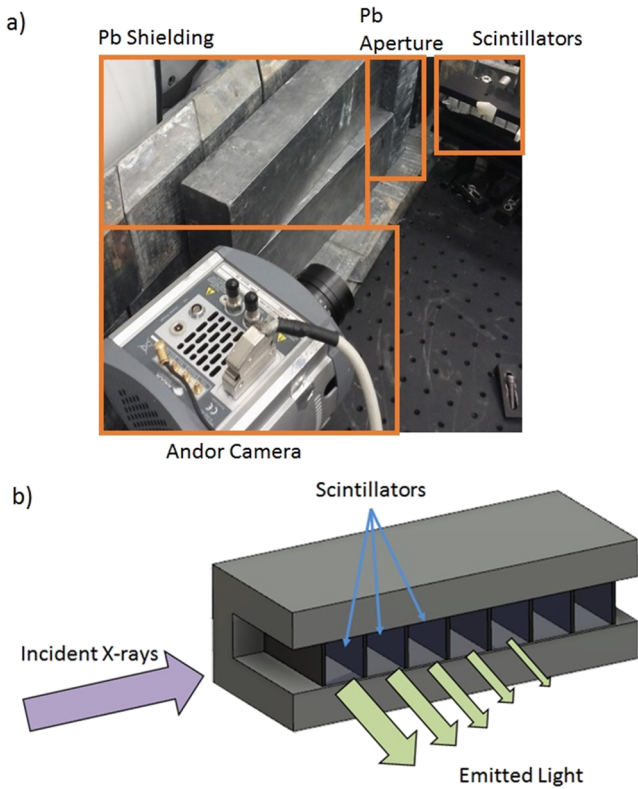 a)
Pb Shielding
Pb
Aperture
Scintillators
Andor Camera
b)
Scintillators
Incident X-rays
Emitted Light